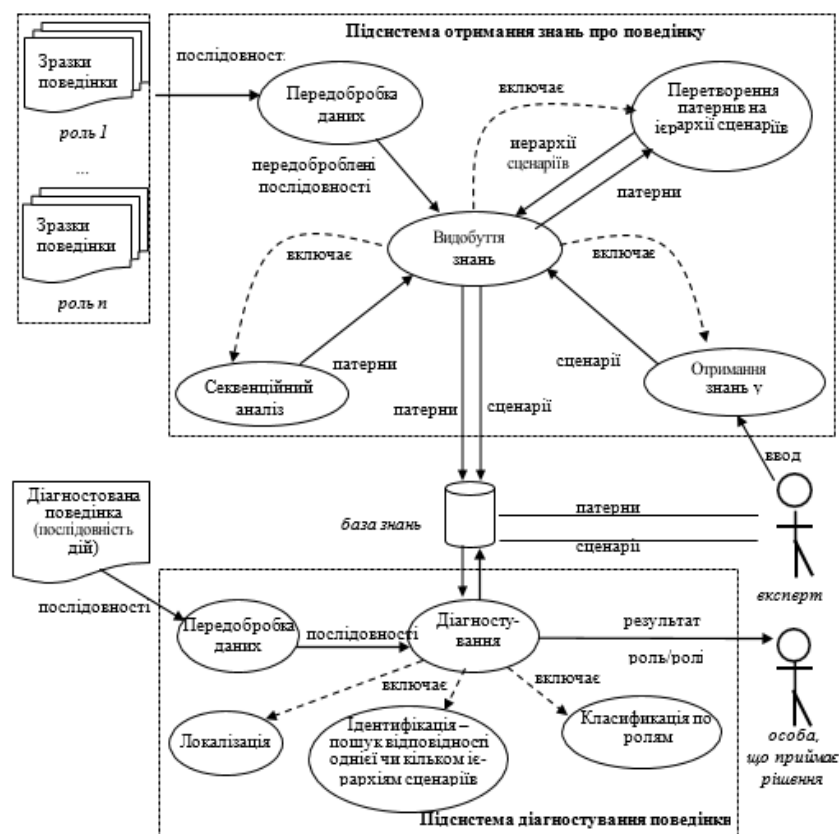 Підсистема отримання знань про поведінку
Зразки
поведінки
роль 1
...
Зразки
поведінки
роль n
послідовност:
Передобробка
даних
включає
Перетворення
патернів на
ієрархії сценаріїв
иерархії
сценаріїв
передоброблені
послідовності
патерни
Видобуття
знань
включає
включає
патерни
сценарії
Секвенційний
аналіз
Отримання
знань у
патерни
сценарії
ввод
Діагностована
поведінка
(послідовність
дій)
база знань
патерни
сценарії
експерт
послідовності
Передобробка
даних
послідовності
Діагносту-
вання
результат
роль/ролі
включає
включає
Локалізація
Ідентифікація –
пошук відповідності
однієї чи кільком іє-
рархіям сценаріїв
Класифікація по
ролям
особа,
що приймає
рішення
Підсистема діагностування поведінки